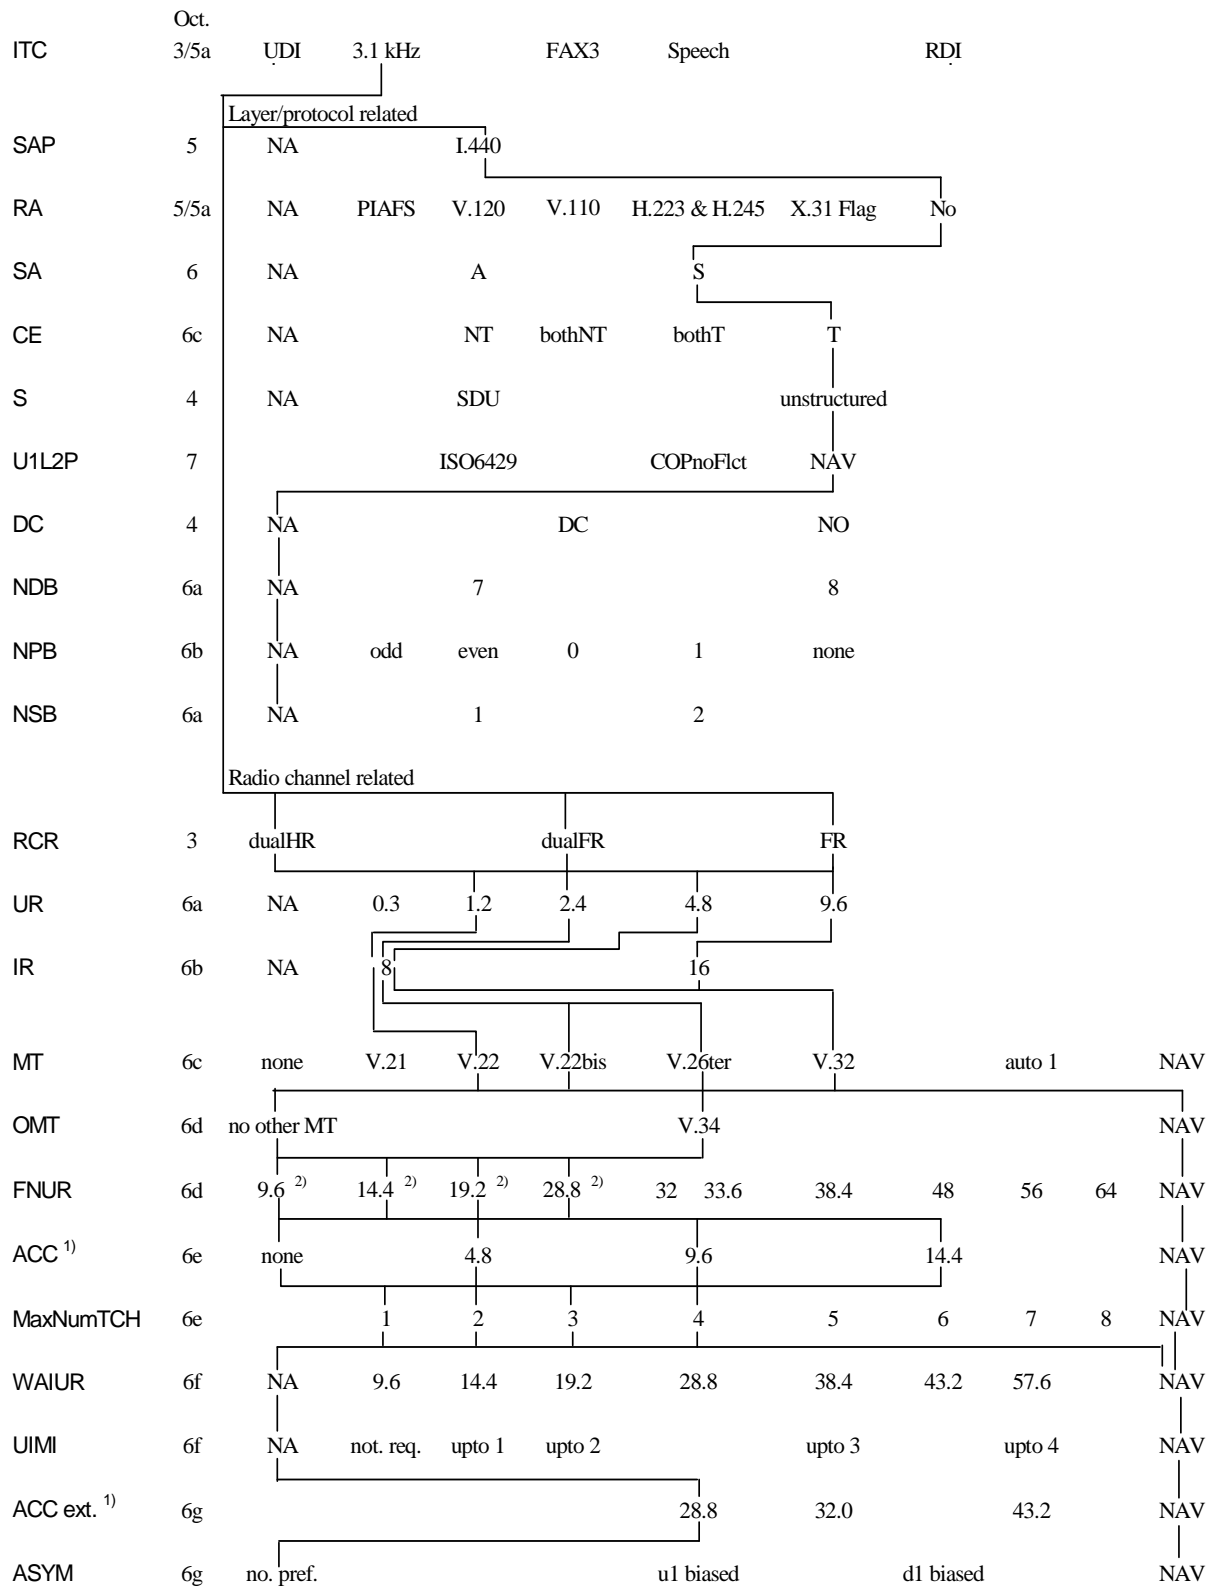 Oct.
ITC 3/5a UDI 3.1 kHz FAX3 Speech RDI
Layer/protocol related
SAP 5 NA I.440
RA 5/5a NA PIAFS V.120 V.110 H.223 & H.245 X.31 Flag No
SA 6 NA A S
CE 6c NA NT bothNT bothT T
S 4 NA SDU unstructured
U1L2P 7 ISO6429 COPnoFlct NAV
DC 4 NA DC NO
NDB 6a NA 7 8
NPB 6b NA odd even 0 1 none
NSB 6a NA 1 2
Radio channel related
RCR 3 dualHR dualFR FR
UR 6a NA 0.3 1.2 2.4 4.8 9.6
IR 6b NA 8 16
MT 6c none V.21 V.22 V.22bis V.26ter V.32 auto 1 NAV
OMT 6d no other MT V.34 NAV
FNUR 6d 9.6 2) 14.4 2) 19.2 2) 28.8 2) 32 33.6 38.4 48 56 64 NAV
ACC 1) 6e none 4.8 9.6 14.4 NAV
MaxNumTCH 6e 1 2 3 4 5 6 7 8 NAV
WAIUR 6f NA 9.6 14.4 19.2 28.8 38.4 43.2 57.6 NAV
UIMI 6f NA not. req. upto 1 upto 2 upto 3 upto 4 NAV
ACC ext. 1) 6g 28.8 32.0 43.2 NAV
ASYM 6g no. pref. u1 biased d1 biased NAV